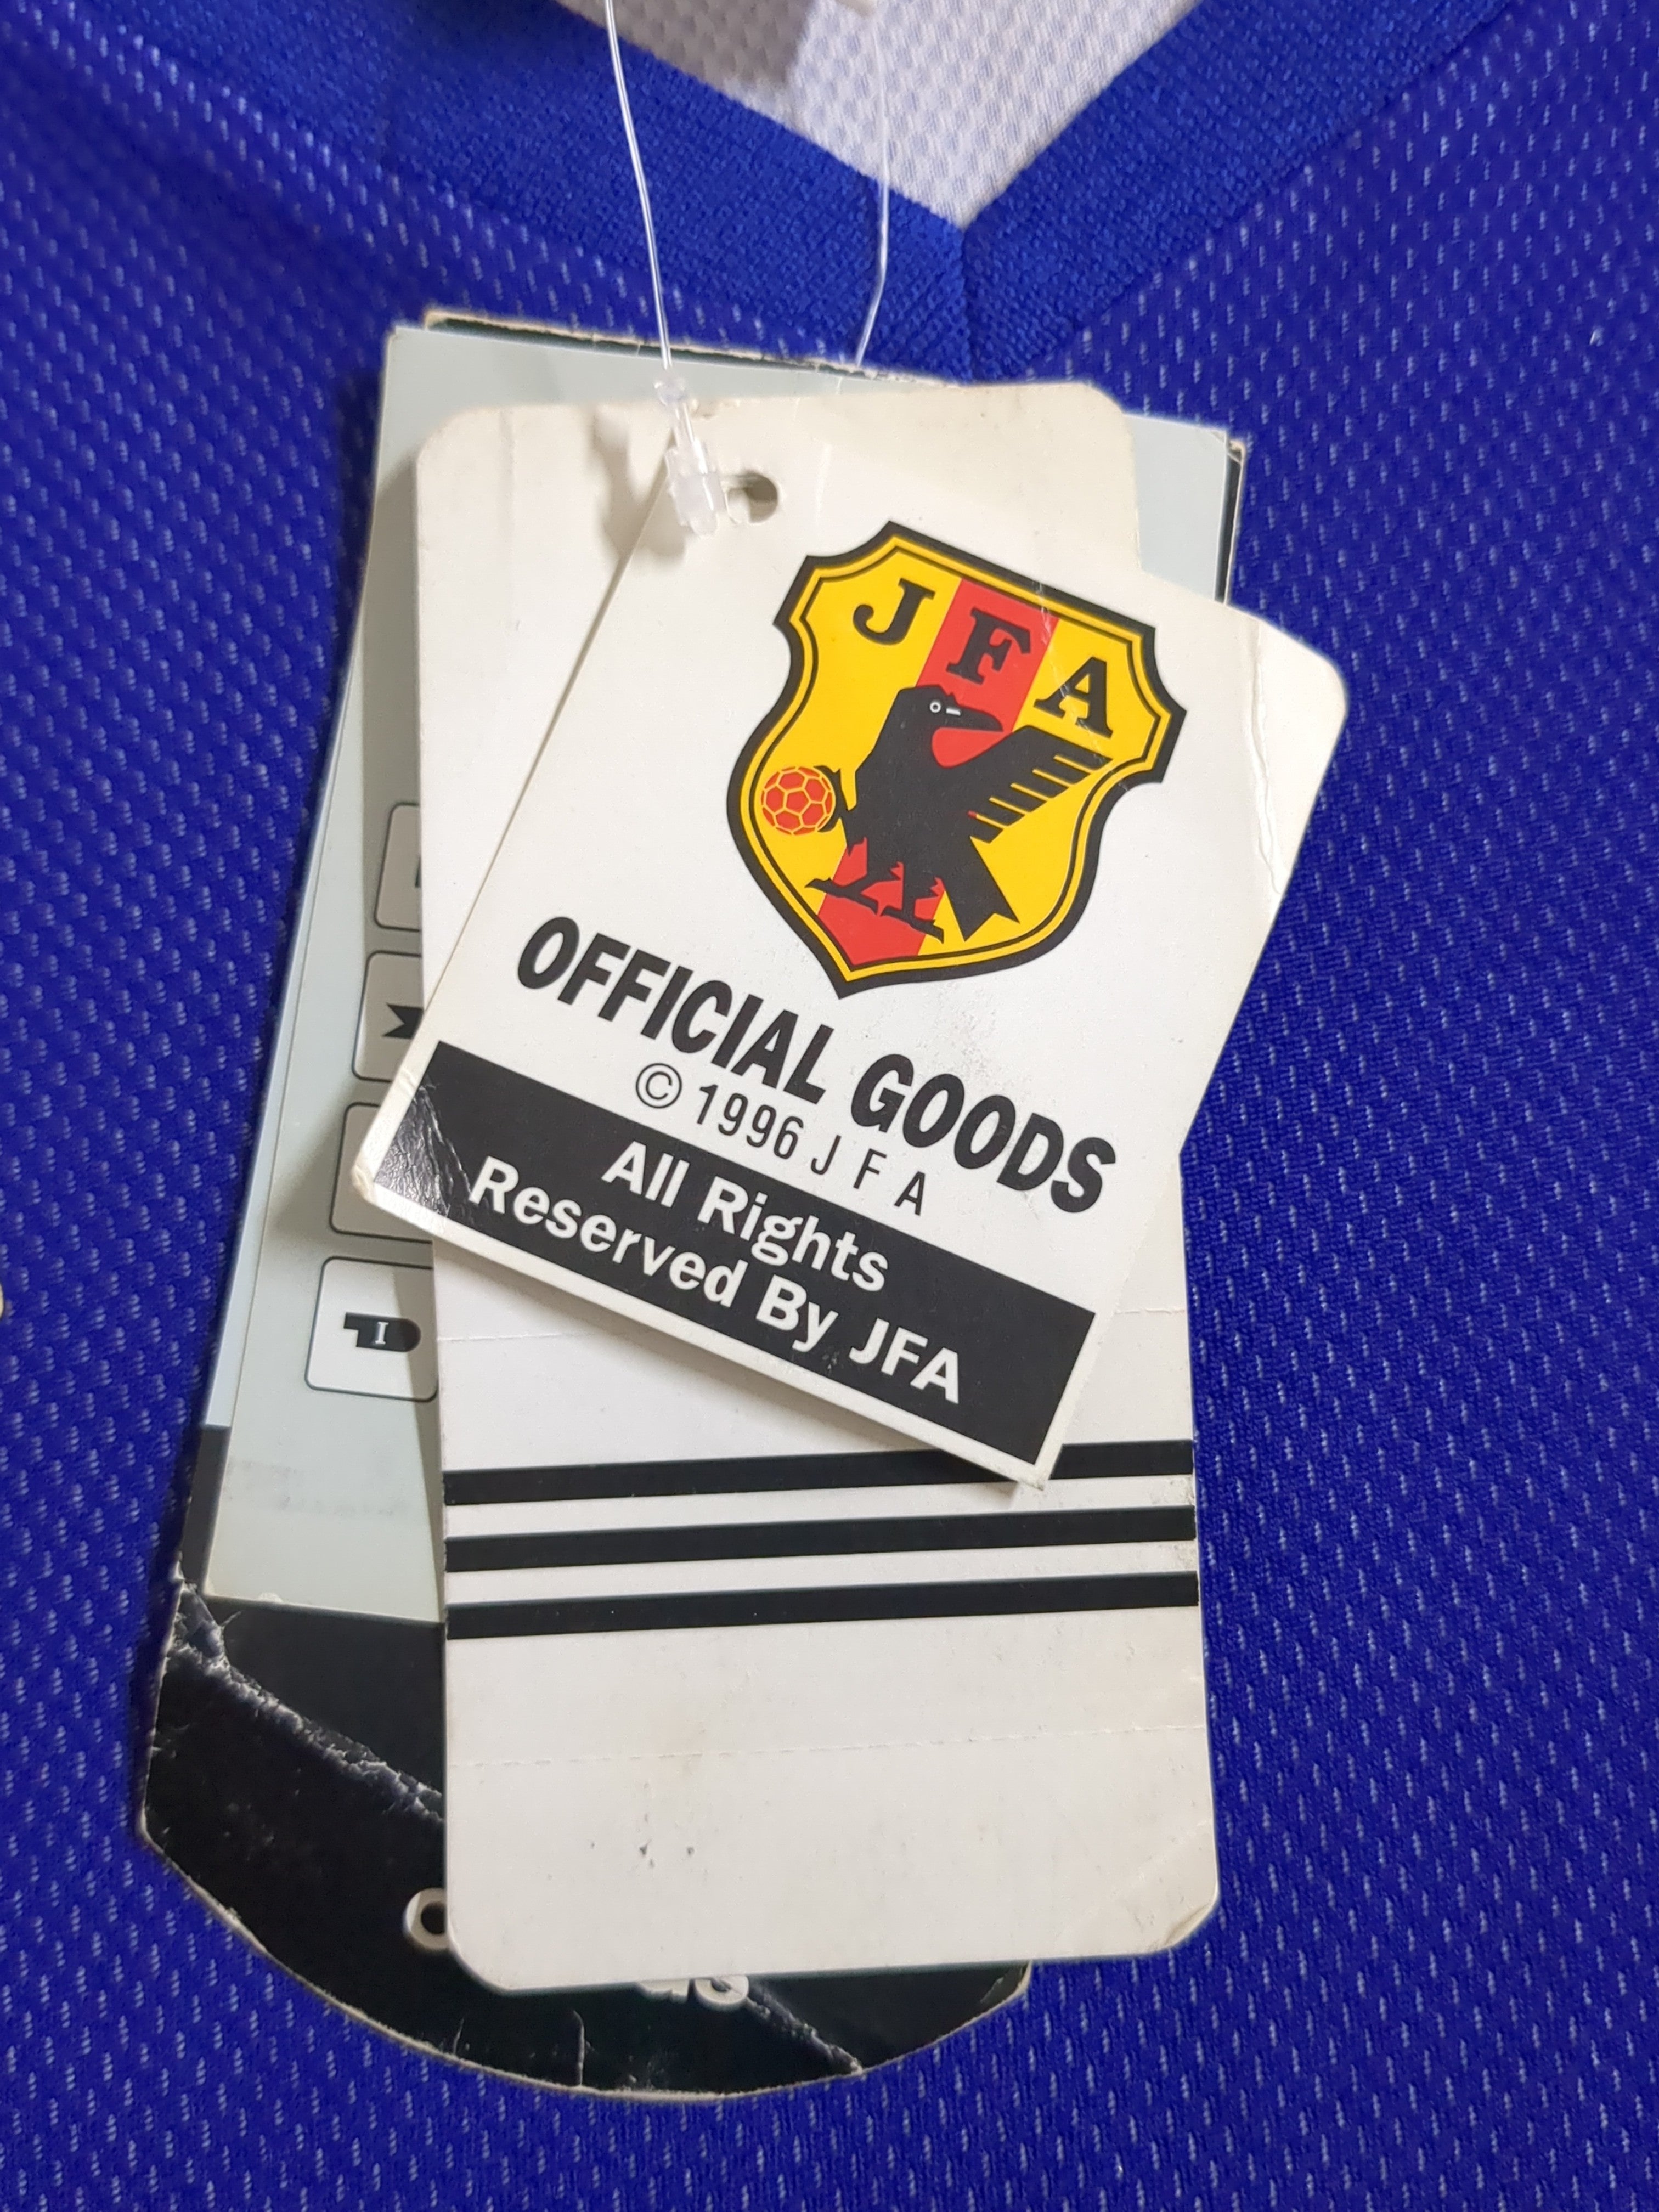 JFA
OFFICIAL GOODS
© 1996 J F A
All Rights
Reserved By JFA
I